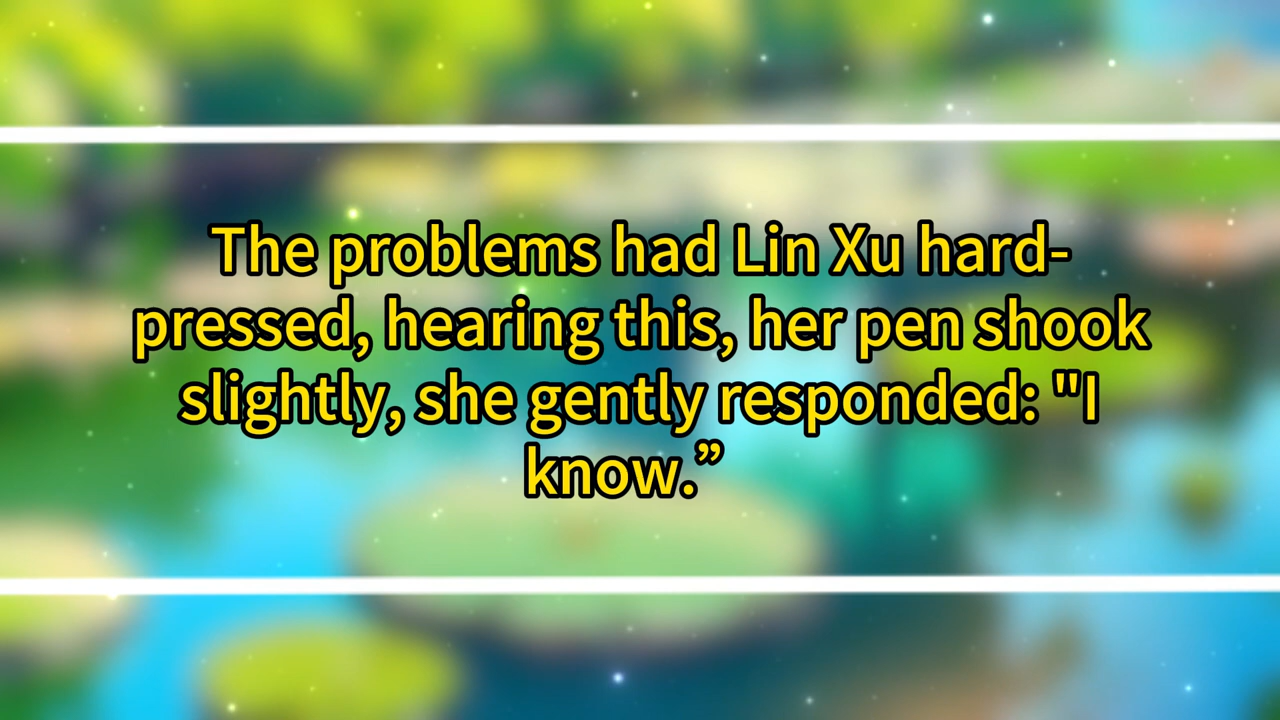 The problems had Lin Xu hard-
pressed, hearing this, her pen shook
slightly, she gently responded: "I
know.”